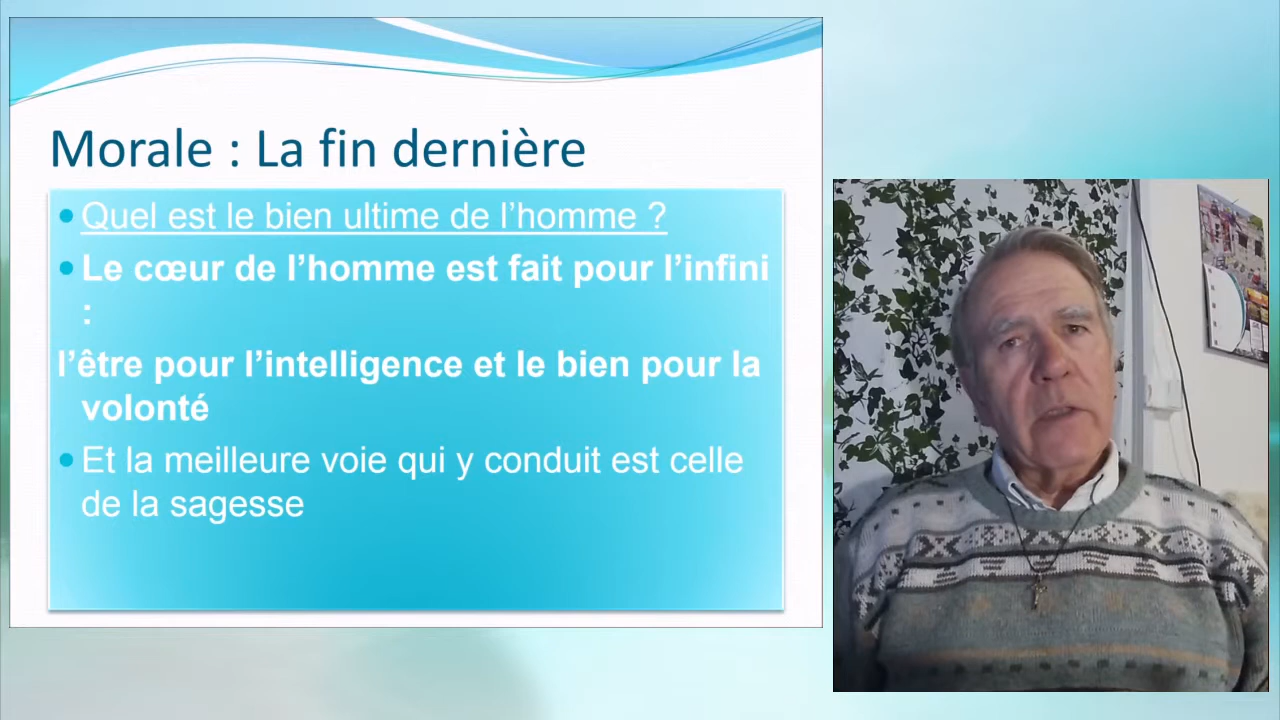 Morale : La fin dernière
• Quel est le bien ultime de l’homme ?
• Le cœur de l’homme est fait pour l’infini
:
l’être pour l’intelligence et le bien pour la
volonté
• Et la meilleure voie qui y conduit est celle
de la sagesse